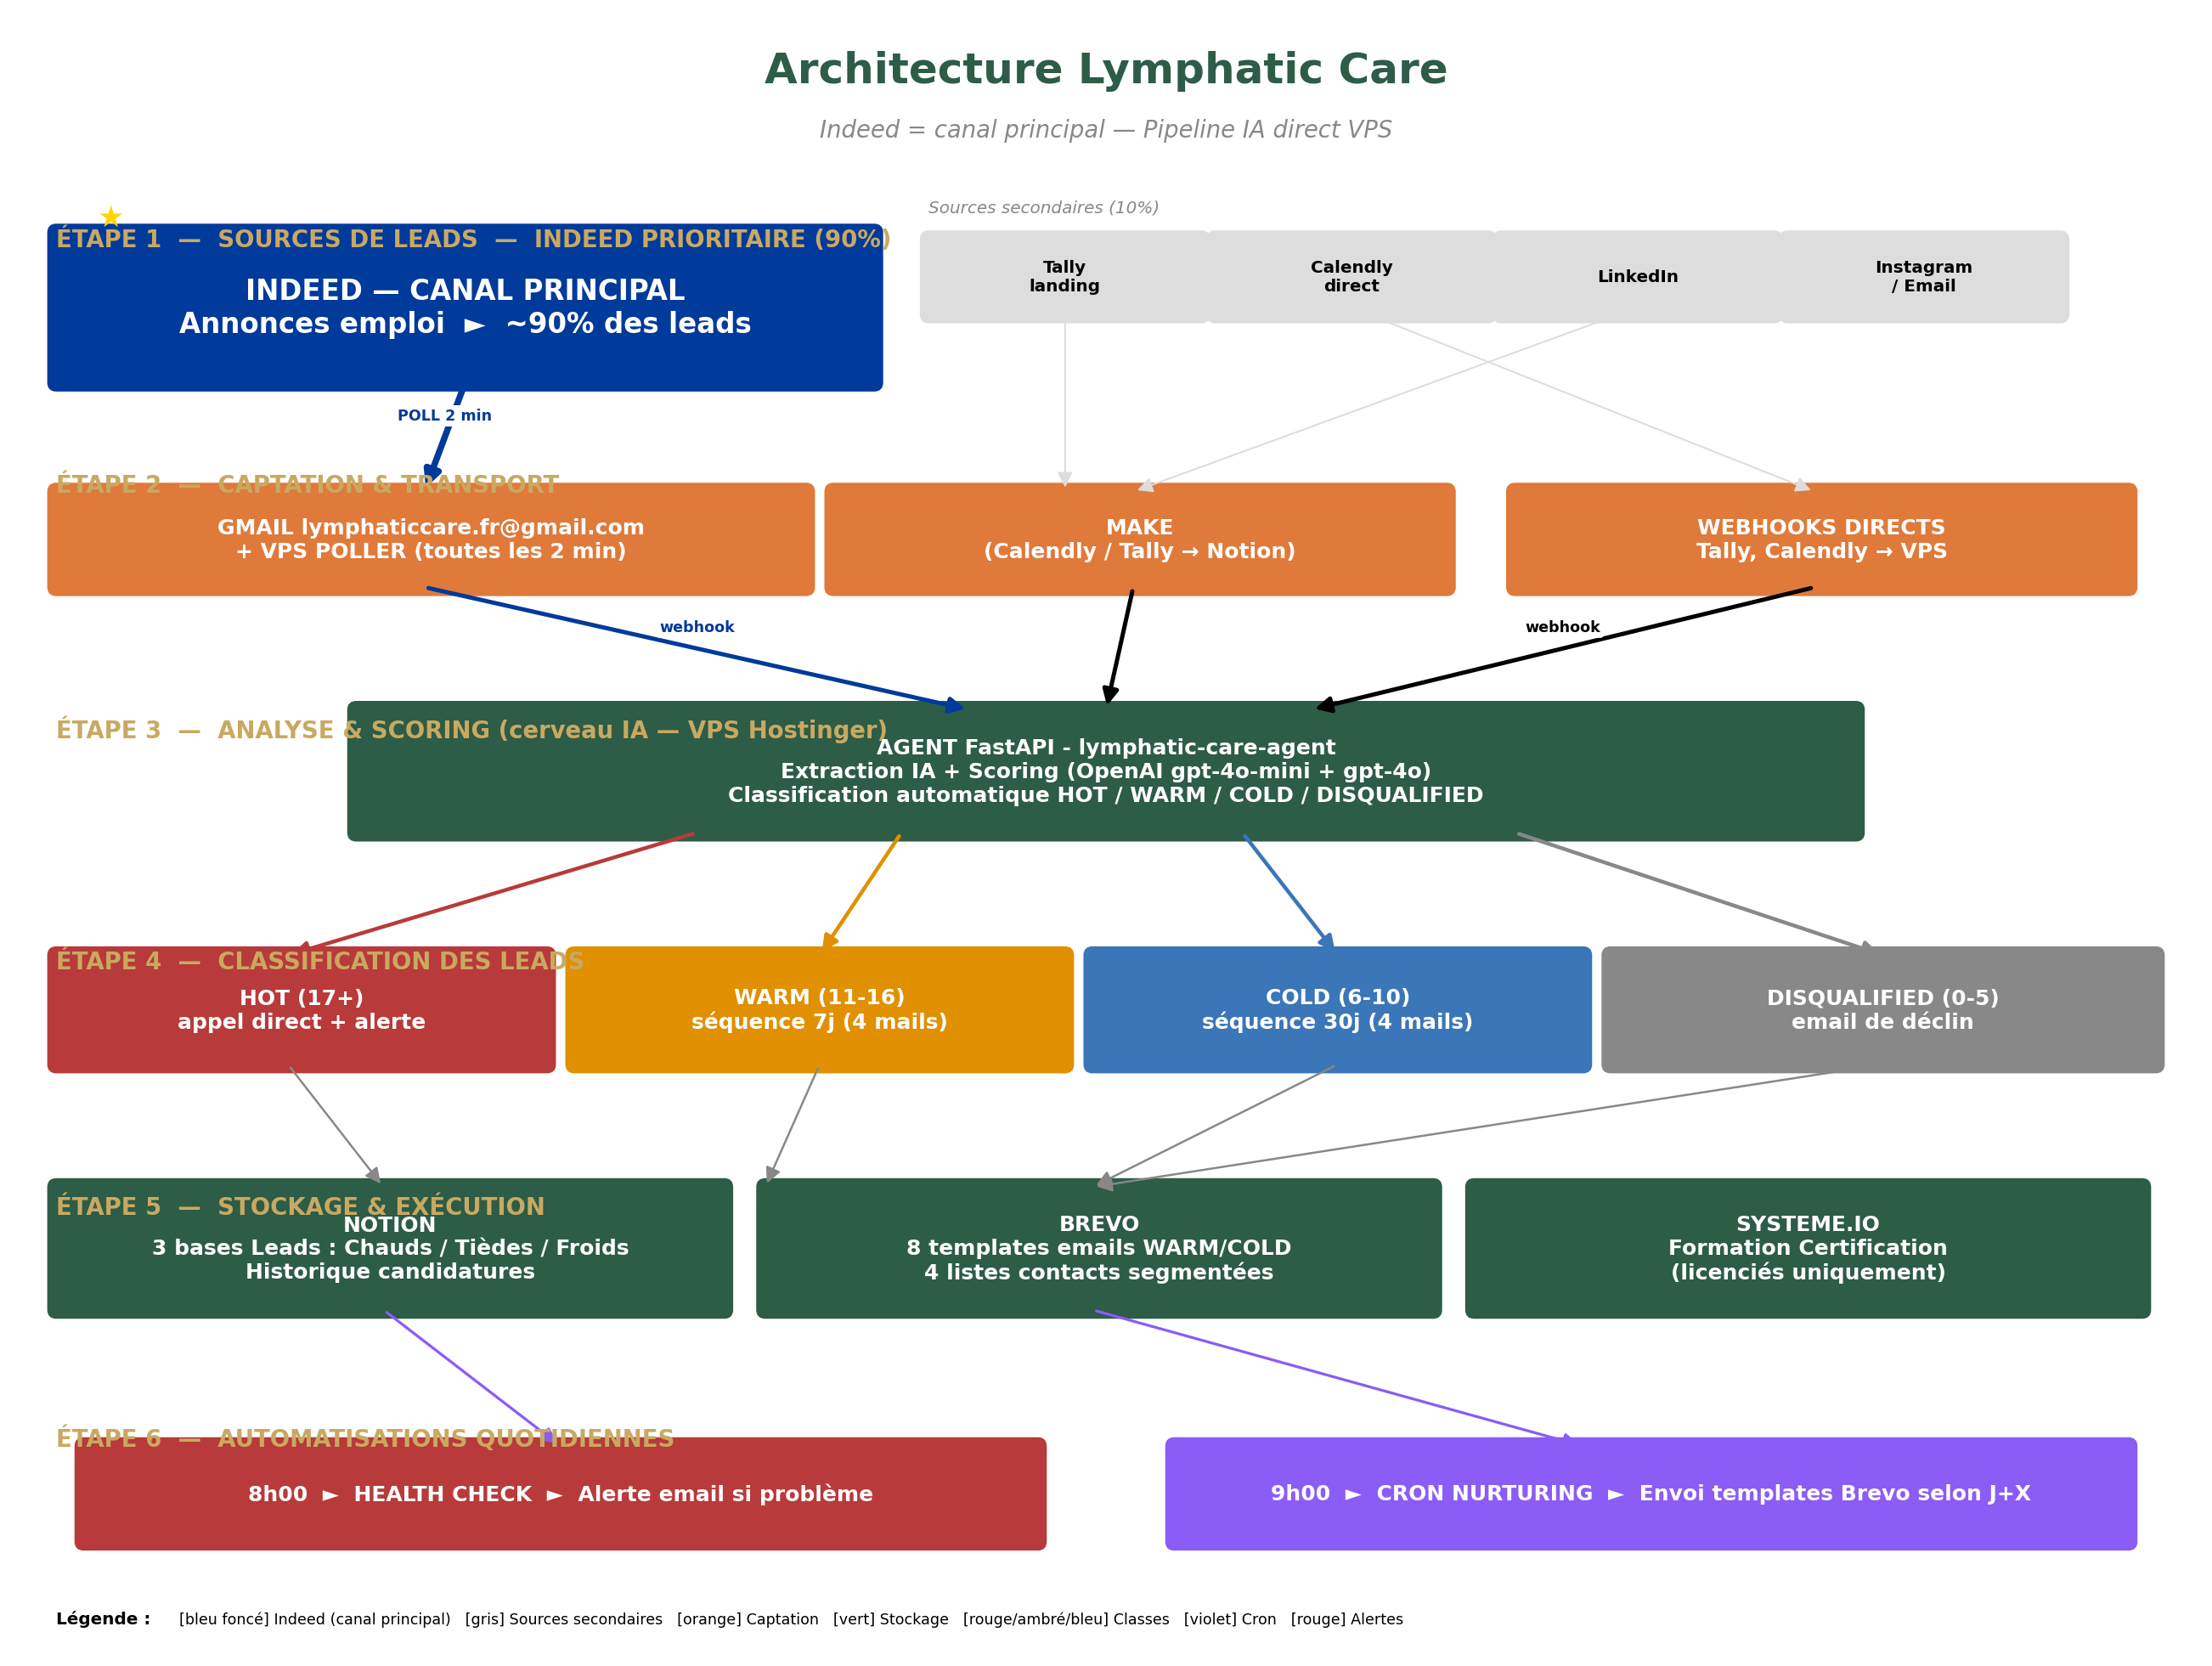 Architecture Lymphatic Care
Indeed = canal principal — Pipeline IA direct VPS
★
ÉTAPE 1 — SOURCES DE LEADS — INDEED PRIORITAIRE (90%)
INDEED — CANAL PRINCIPAL
Annonces emploi ► ~90% des leads
Sources secondaires (10%)
Tally
landing
Calendly
direct
LinkedIn
Instagram
/ Email
POLL 2 min
ÉTAPE 2 — CAPTATION & TRANSPORT
GMAIL lymphaticcare.fr@gmail.com
+ VPS POLLER (toutes les 2 min)
MAKE
(Calendly / Tally → Notion)
WEBHOOKS DIRECTS
Tally, Calendly → VPS
webhook
webhook
ÉTAPE 3 — ANALYSE & SCORING (cerveau IA — VPS Hostinger)
AGENT FastAPI - lymphatic-care-agent
Extraction IA + Scoring (OpenAI gpt-4o-mini + gpt-4o)
Classification automatique HOT / WARM / COLD / DISQUALIFIED
ÉTAPE 4 — CLASSIFICATION DES LEADS
HOT (17+)
appel direct + alerte
WARM (11-16)
séquence 7j (4 mails)
COLD (6-10)
séquence 30j (4 mails)
DISQUALIFIED (0-5)
email de déclin
ÉTAPE 5 — STOCKAGE & EXÉCUTION
NOTION
3 bases Leads : Chauds / Tièdes / Froids
Historique candidatures
BREVO
8 templates emails WARM/COLD
4 listes contacts segmentées
SYSTEME.IO
Formation Certification
(licenciés uniquement)
ÉTAPE 6 — AUTOMATISATIONS QUOTIDIENNES
8h00 ► HEALTH CHECK ► Alerte email si problème
9h00 ► CRON NURTURING ► Envoi templates Brevo selon J+X
Légende : [bleu foncé] Indeed (canal principal) [gris] Sources secondaires [orange] Captation [vert] Stockage [rouge/ambré/bleu] Classes [violet] Cron [rouge] Alertes